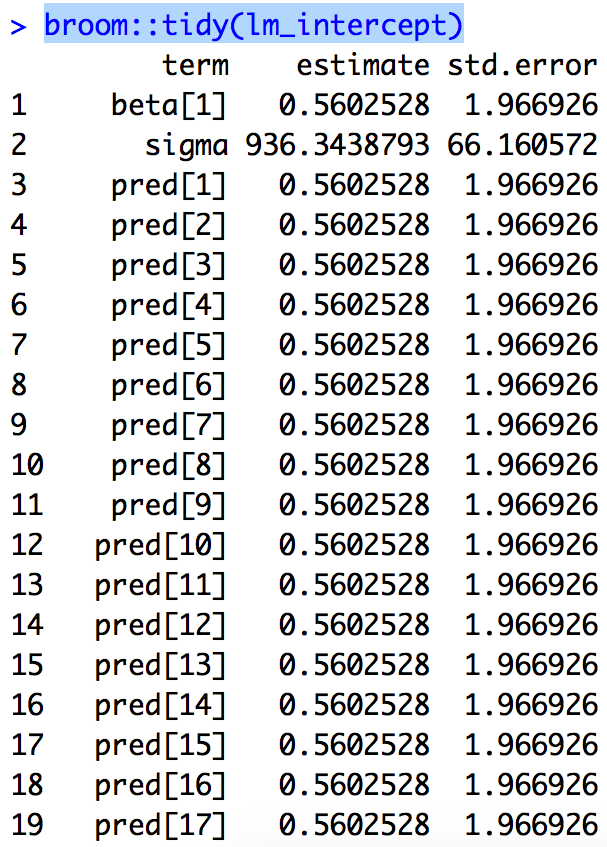 > broom::tidy(lm_intercept)
term estimate std.error
1 beta[1] 0.5602528 1.966926
2 sigma 936.3438793 66.160572
3 pred[1] 0.5602528 1.966926
4 pred[2] 0.5602528 1.966926
5 pred[3] 0.5602528 1.966926
6 pred[4] 0.5602528 1.966926
7 pred[5] 0.5602528 1.966926
8 pred[6] 0.5602528 1.966926
9 pred[7] 0.5602528 1.966926
10 pred[8] 0.5602528 1.966926
11 pred[9] 0.5602528 1.966926
12 pred[10] 0.5602528 1.966926
13 pred[11] 0.5602528 1.966926
14 pred[12] 0.5602528 1.966926
15 pred[13] 0.5602528 1.966926
16 pred[14] 0.5602528 1.966926
17 pred[15] 0.5602528 1.966926
18 pred[16] 0.5602528 1.966926
19 pred[17] 0.5602528 1.966926